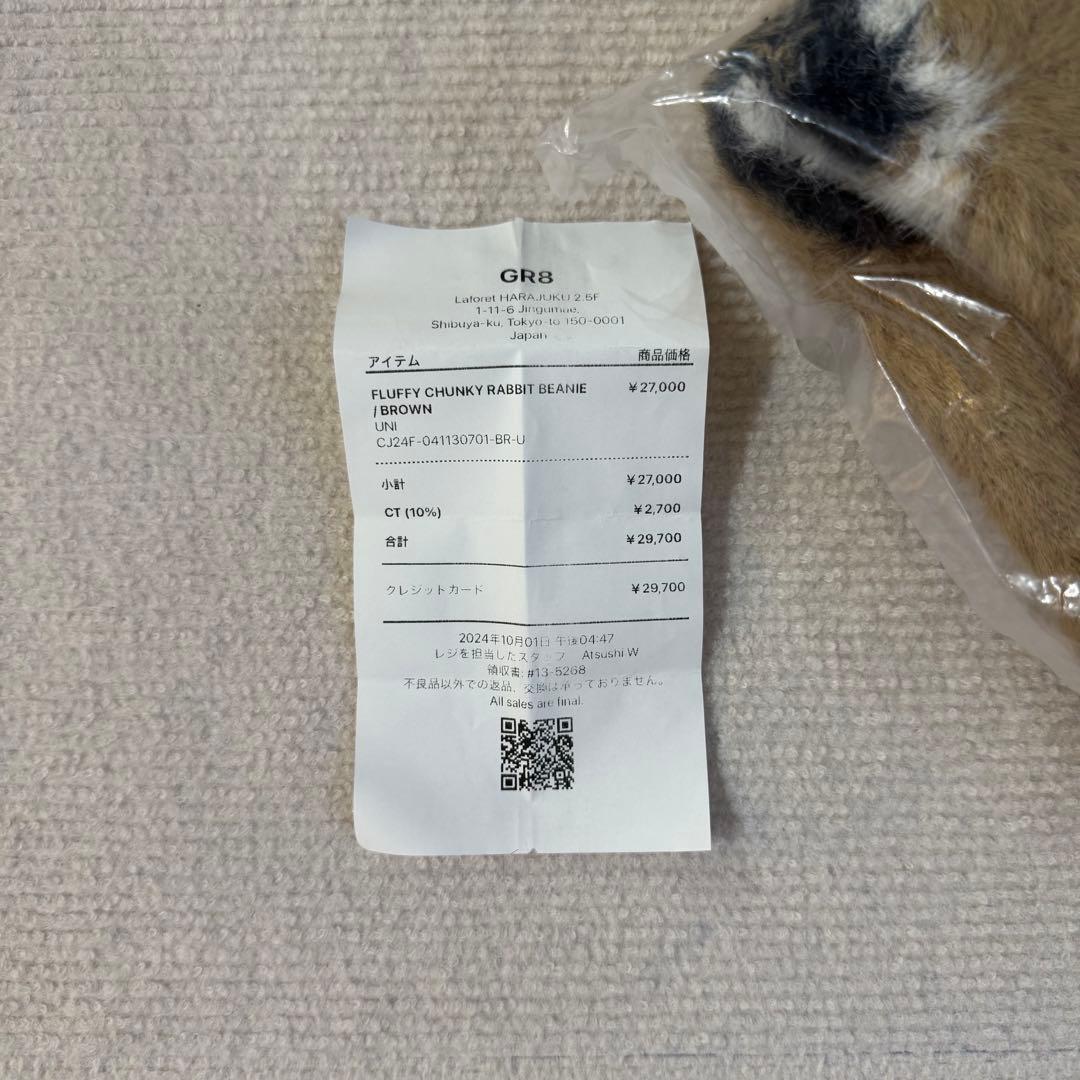 GR8
Laforet HARAJUKU 2.5F
1-11-6 Jingumae,
Shibuya-ku, Tokyo-to 150-0001
Japan
アイテム 商品価格
FLUFFY CHUNKY RABBIT BEANIE ¥27,000
/ BROWN
UNI
CJ24F-041130701-BR-U
小計 ¥27,000
CT (10%) ¥2,700
合計 ¥29,700
クレジットカード ¥29,700
2024年10月01日 午後04:47
レジを担当したスタッフ Atsushi W
領収書: #13-5268
不良品以外での返品、交換は承っておりません。
All sales are final.